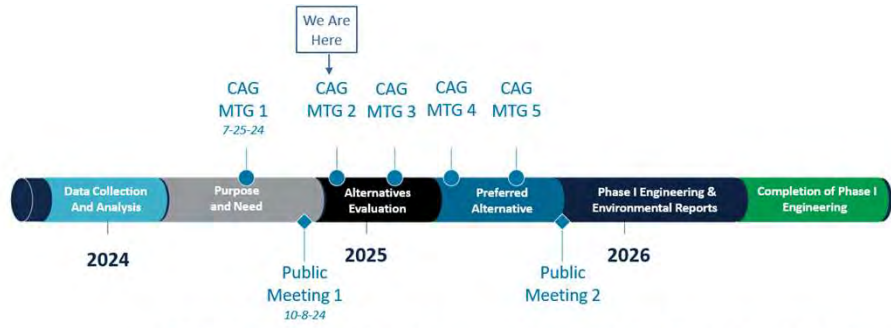 We Are
Here
CAG
MTG 1
7-25-24
CAG
MTG 2
CAG
MTG 3
CAG
MTG 4
CAG
MTG 5
Data Collection
And Analysis
Purpose
and Need
Alternatives
Evaluation
Preferred
Alternative
Phase I Engineering &
Environmental Reports
Completion of Phase I
Engineering
2024
2025
2026
Public
Meeting 1
10-8-24
Public
Meeting 2